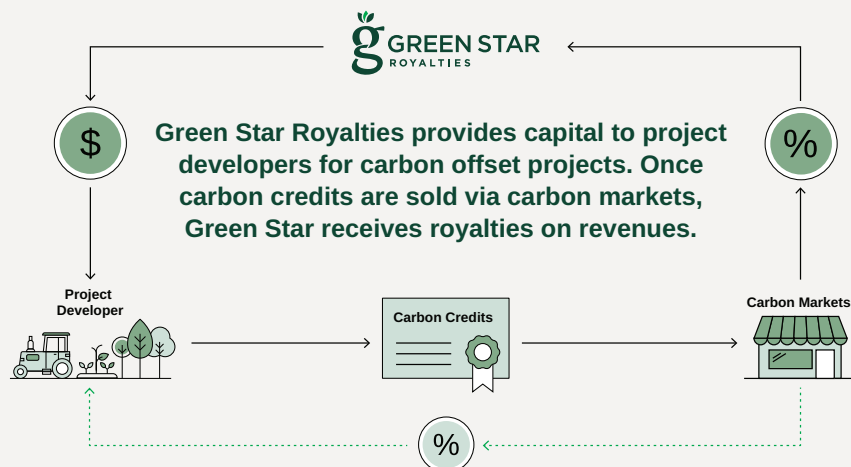 GREEN STAR
ROYALTIES
$
%
Green Star Royalties provides capital to project
developers for carbon offset projects. Once
carbon credits are sold via carbon markets,
Green Star receives royalties on revenues.
Project
Developer
Carbon Credits
Carbon Markets
%